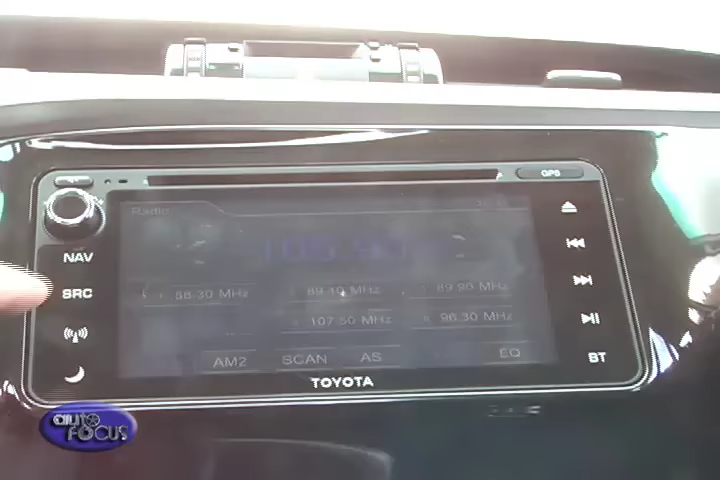 GPS
Radio
NAV
SRC
88.30 MHz
89.10 MHz
89.90 MHz
107.50 MHz
96.30 MHz
AM2
SCAN
AS
EQ
BT
TOYOTA
auto
FOCUS